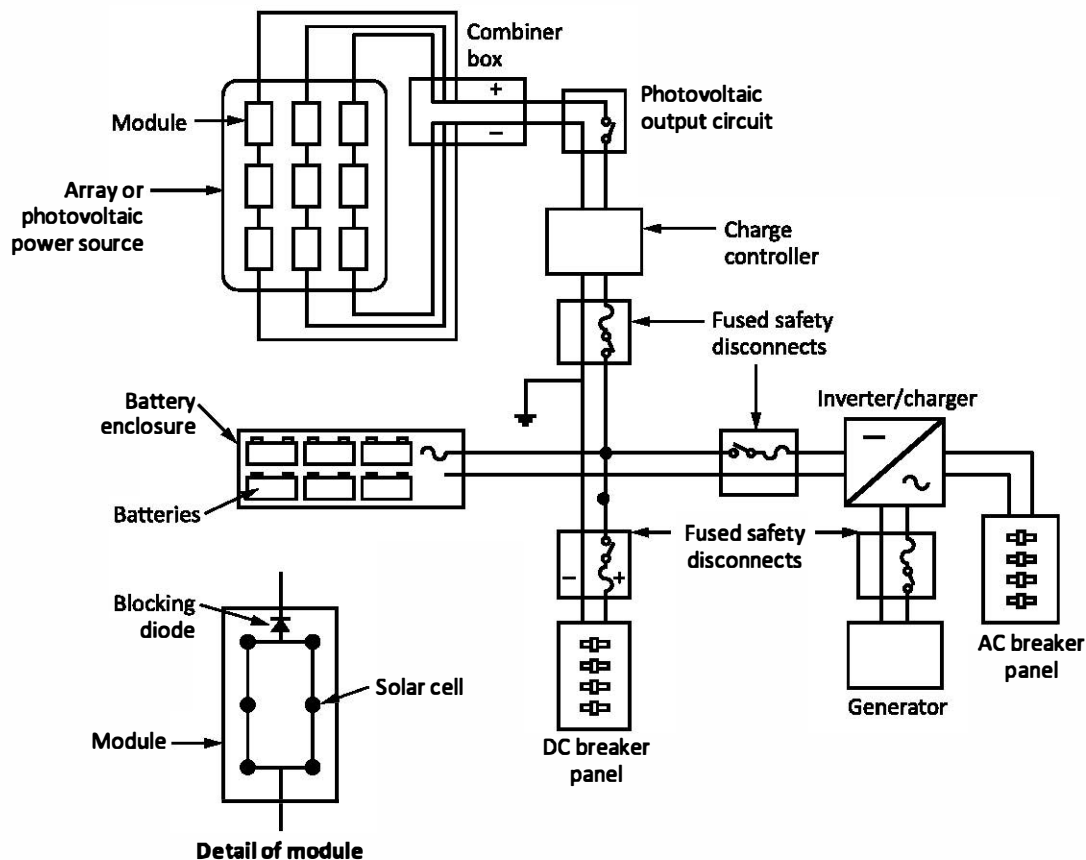 Combiner
box
+
−
Photovoltaic
output circuit
Module
Array or
photovoltaic
power source
Charge
controller
Fused safety
disconnects
Inverter/charger
Battery
enclosure
−
Batteries
Fused safety
disconnects
− +
Blocking
diode
AC breaker
panel
Solar cell
Generator
Module
DC breaker
panel
Detail of module